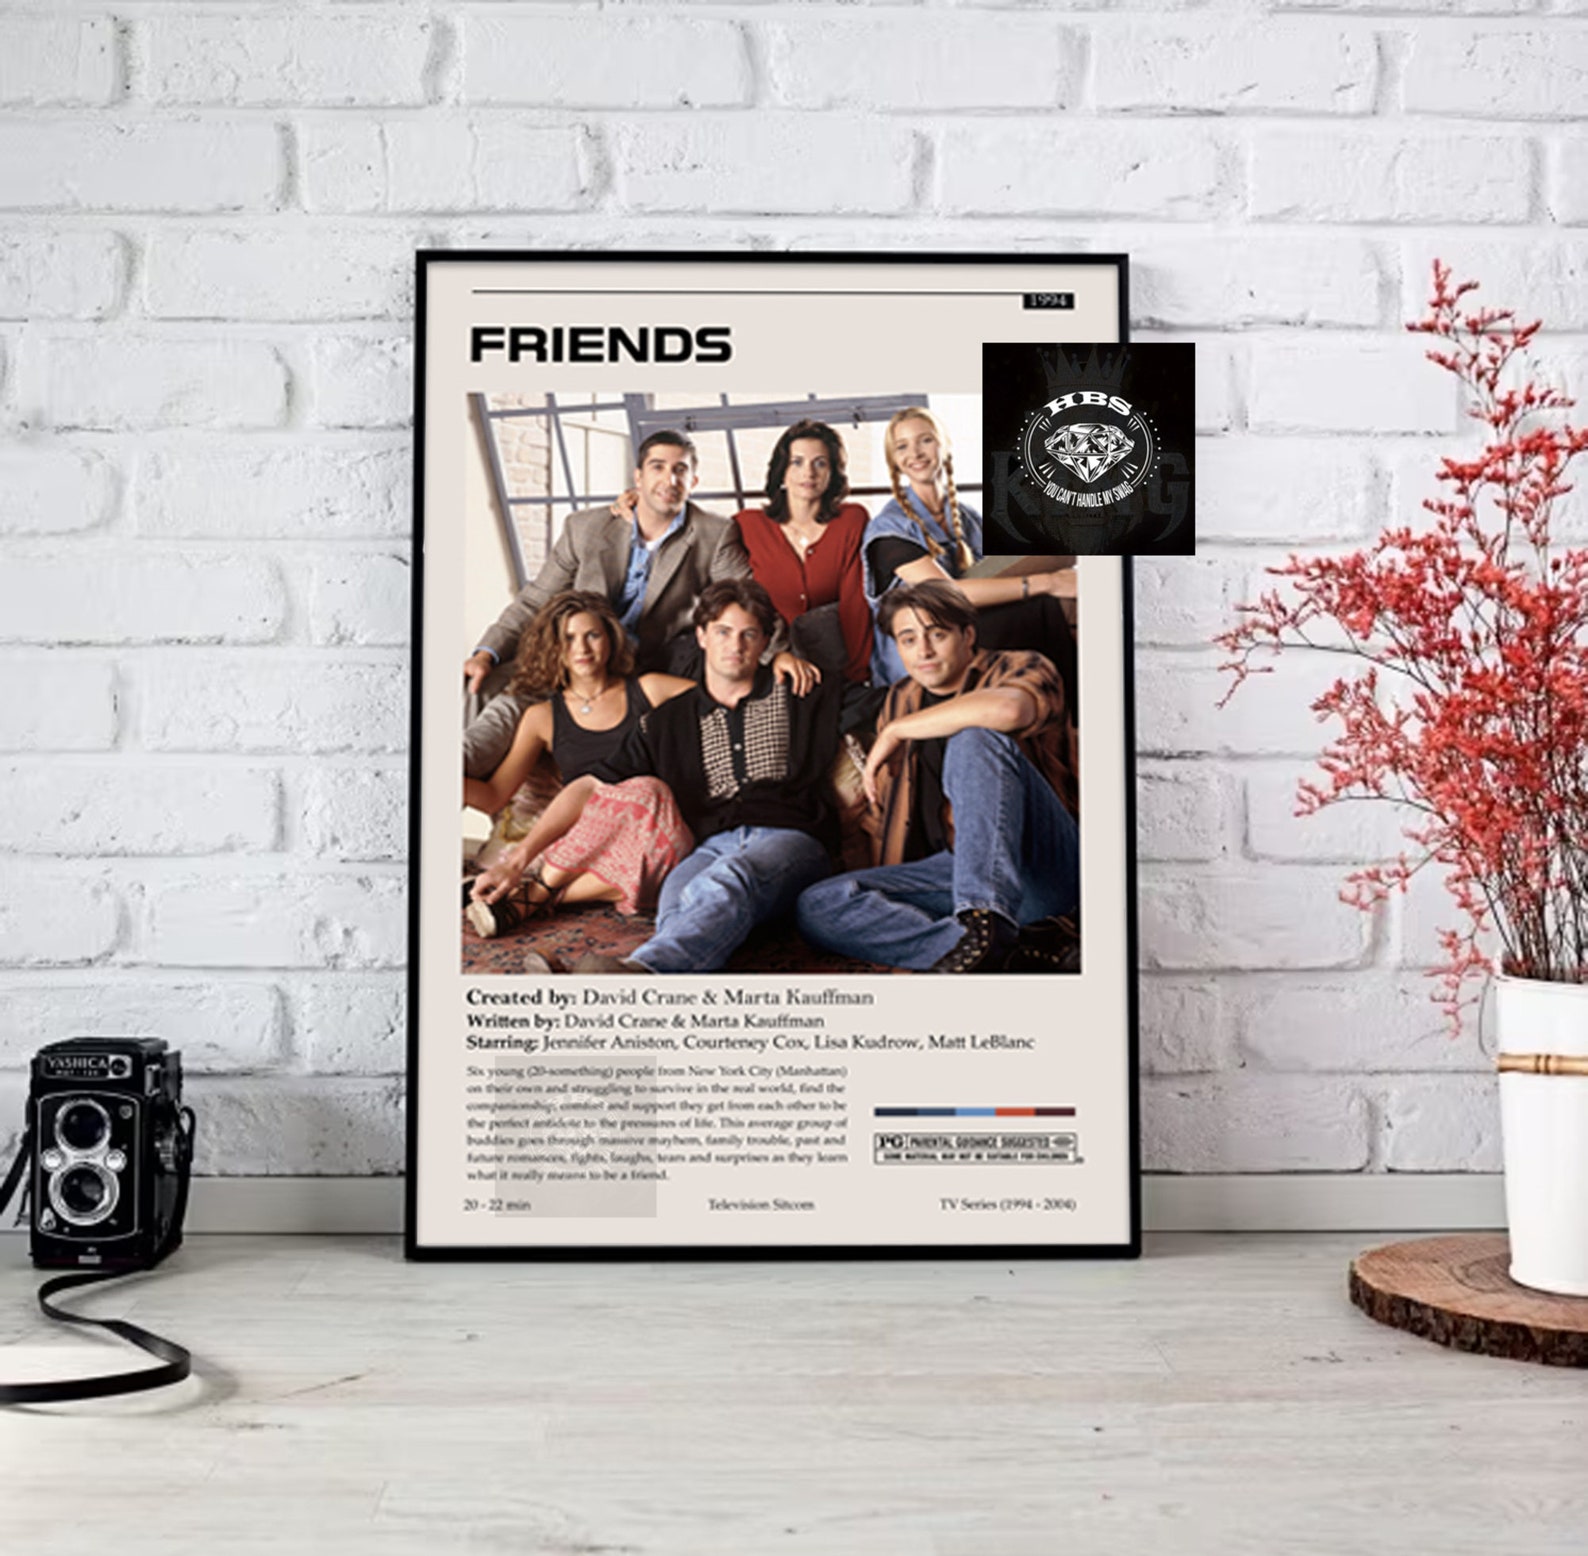 1994
FRIENDS
HBS
YOU CAN'T HANDLE MY SWAG
KING
Created by: David Crane & Marta Kauffman
Written by: David Crane & Marta Kauffman
Starring: Jennifer Aniston, Courteney Cox, Lisa Kudrow, Matt LeBlanc
Six young (20-something) people from New York City (Manhattan)
on their own and struggling to survive in the real world, find the
companionship, comfort and support they get from each other to be
the perfect antidote to the pressures of life. This average group of
buddies goes through massive mayhem, family trouble, past and
future romances, fights, laughs, tears and surprises as they learn
what it really means to be a friend.
PG PARENTAL GUIDANCE SUGGESTED
SOME MATERIAL MAY NOT BE SUITABLE FOR CHILDREN
20 - 22 min
Television Sitcom
TV Series (1994 - 2004)
YASHICA